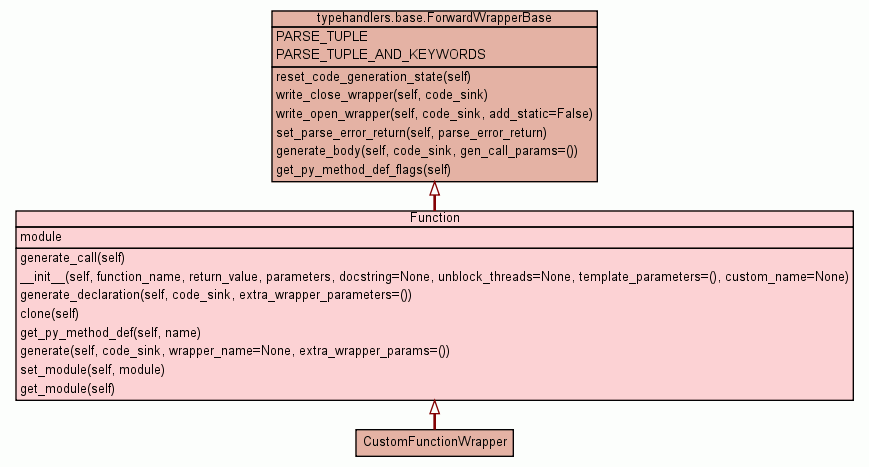 typehandlers.base.ForwardWrapperBase
PARSE_TUPLE
PARSE_TUPLE_AND_KEYWORDS
reset_code_generation_state(self)
write_close_wrapper(self, code_sink)
write_open_wrapper(self, code_sink, add_static=False)
set_parse_error_return(self, parse_error_return)
generate_body(self, code_sink, gen_call_params=())
get_py_method_def_flags(self)
Function
module
generate_call(self)
__init__(self, function_name, return_value, parameters, docstring=None, unblock_threads=None, template_parameters=(), custom_name=None)
generate_declaration(self, code_sink, extra_wrapper_parameters=())
clone(self)
get_py_method_def(self, name)
generate(self, code_sink, wrapper_name=None, extra_wrapper_params=())
set_module(self, module)
get_module(self)
CustomFunctionWrapper